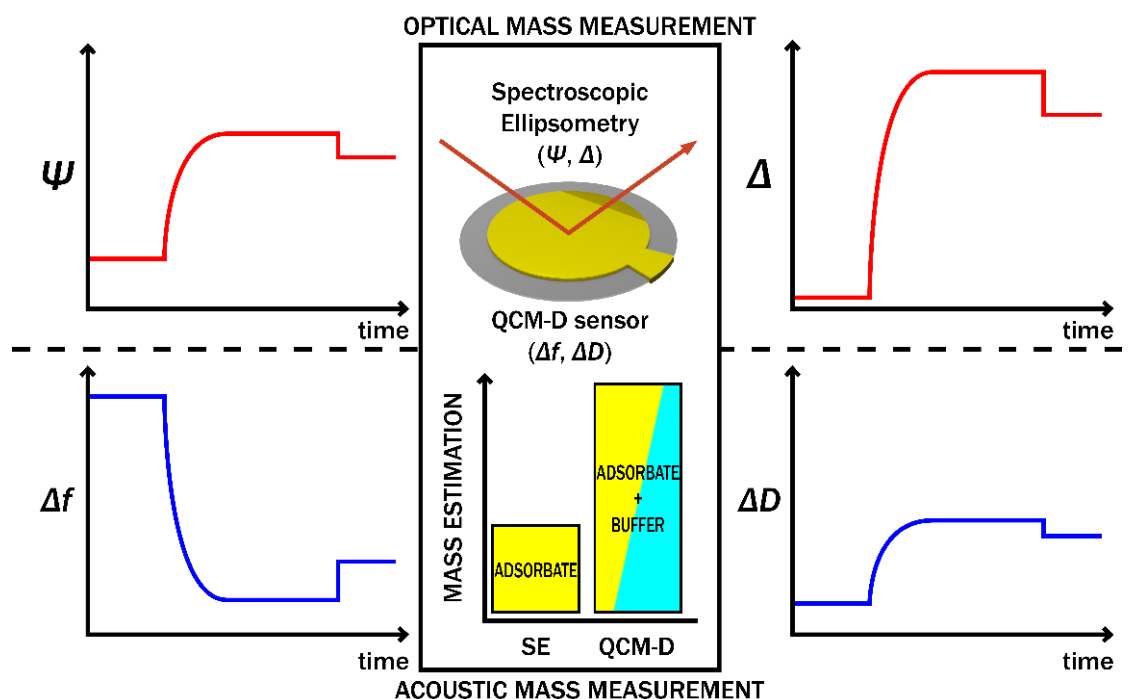 OPTICAL MASS MEASUREMENT
Ψ
time
Spectroscopic
Ellipsometry
(Ψ, Δ)
Δ
time
QCM-D sensor
(Δf, ΔD)
Δf
time
MASS ESTIMATION
ADSORBATE
ADSORBATE
+
BUFFER
SE
QCM-D
ΔD
time
ACOUSTIC MASS MEASUREMENT